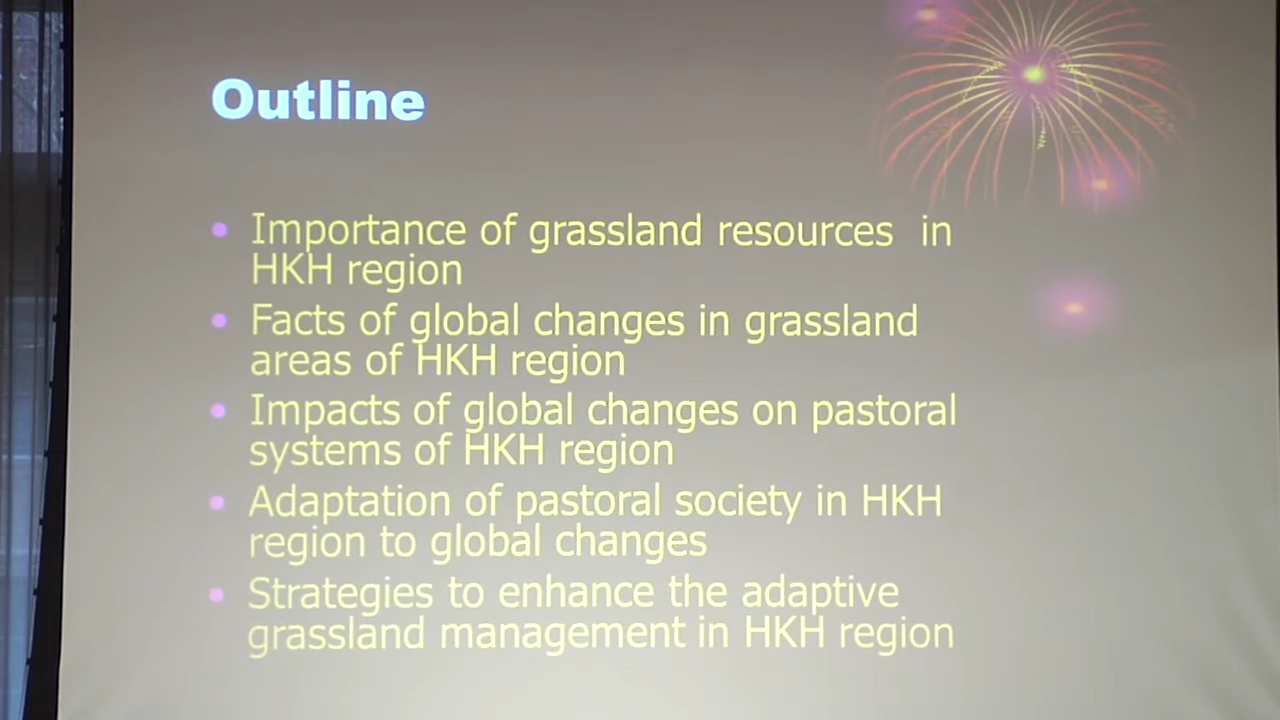 Outline
• Importance of grassland resources in
HKH region
• Facts of global changes in grassland
areas of HKH region
• Impacts of global changes on pastoral
systems of HKH region
• Adaptation of pastoral society in HKH
region to global changes
• Strategies to enhance the adaptive
grassland management in HKH region